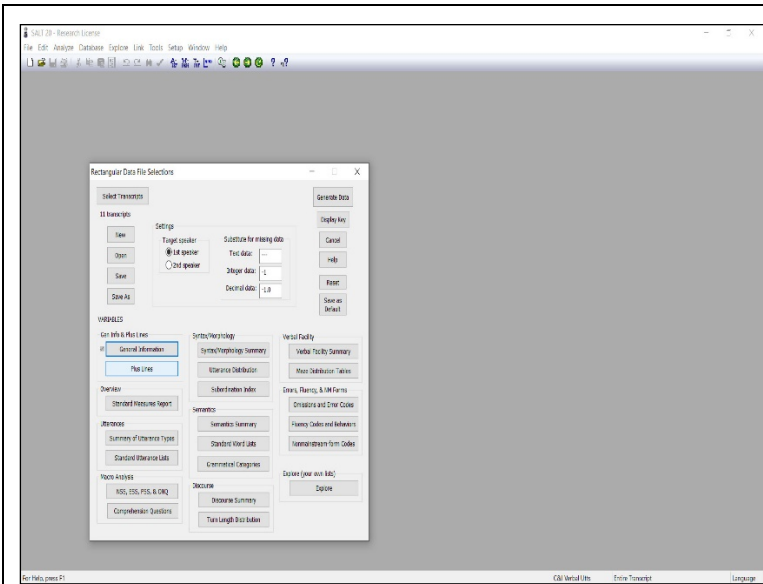 SALT 20 - Research License
File Edit Analyze Database Explore Link Tools Setup Window Help
Rectangular Data File Selections
Select Transcripts
Generate Data
11 transcripts
Display Key
New
Settings
Target speaker
Substitute for missing data
Cancel
Open
1st speaker
Text data: ---
Help
2nd speaker
Integer data: -1
Save
Decimal data: -1.0
Reset
Save As
Save as Default
VARIABLES
Gen Info & Plus Lines
General Information
Plus Lines
Overview
Standard Measures Report
Utterances
Summary of Utterance Types
Standard Utterance Lists
Macro Analysis
NSS, ESS, PSS, & CNQ
Comprehension Questions
Syntax/Morphology
Syntax/Morphology Summary
Utterance Distribution
Subordination Index
Semantics
Semantics Summary
Standard Word Lists
Grammatical Categories
Discourse
Discourse Summary
Turn Length Distribution
Verbal Facility
Verbal Facility Summary
Maze Distribution Tables
Errors, Fluency, & NM Forms
Omissions and Error Codes
Fluency Codes and Behaviors
Nonmainstream form Codes
Explore (your own lists)
Explore
For Help, press F1
C&I Verbal Utts
Entire Transcript
Language